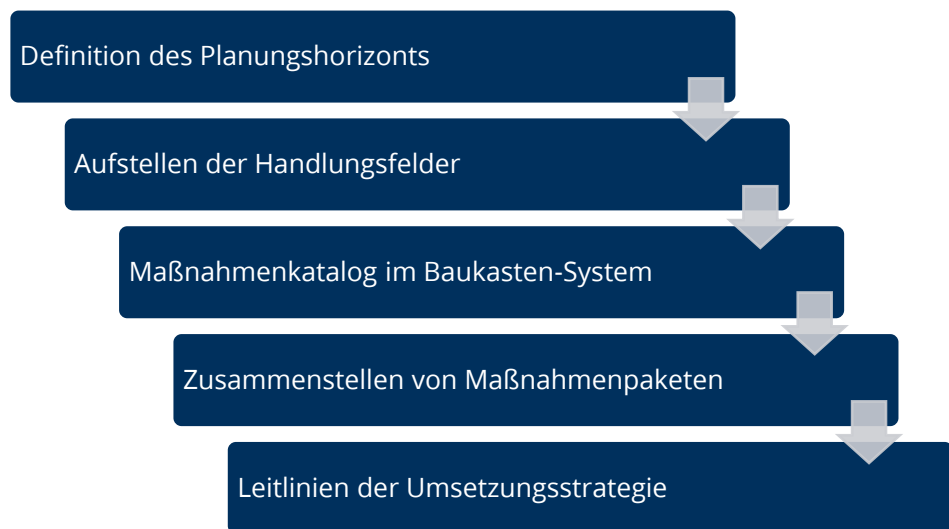 Definition des Planungshorizonts
Aufstellen der Handlungsfelder
Maßnahmenkatalog im Baukasten-System
Zusammenstellen von Maßnahmenpaketen
Leitlinien der Umsetzungsstrategie